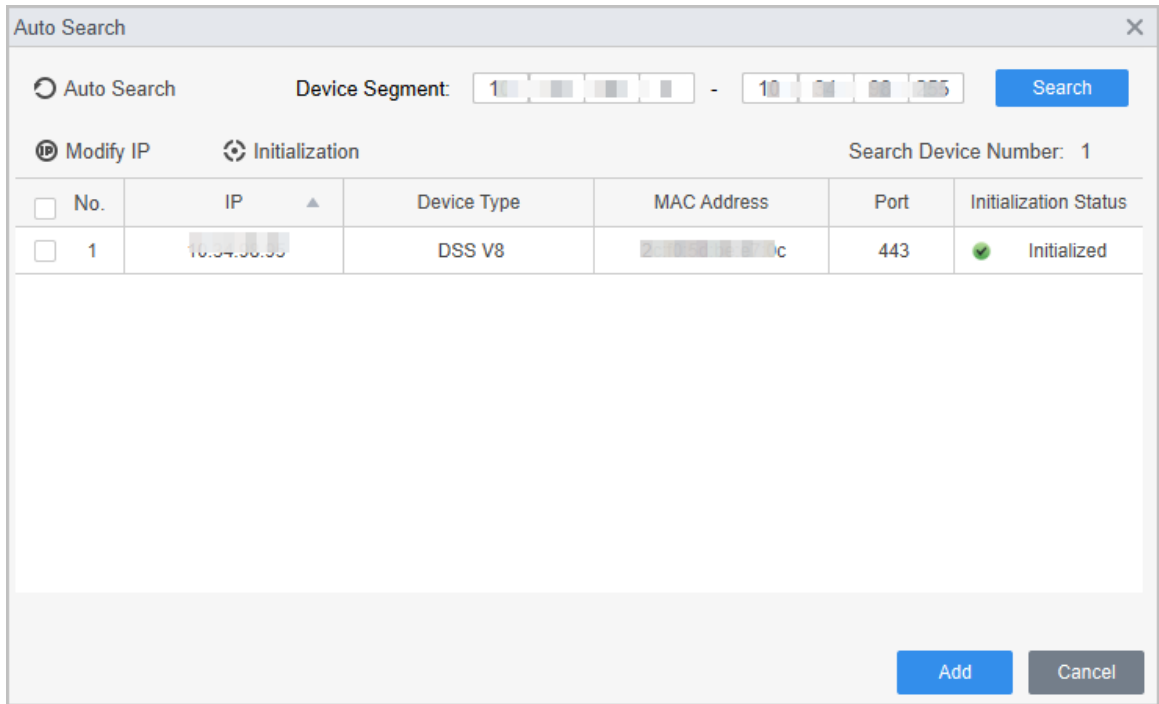 Auto Search
Auto Search Device Segment: - Search
Modify IP Initialization Search Device Number: 1
No. IP Device Type MAC Address Port Initialization Status
1 DSS V8 443 Initialized
Add Cancel